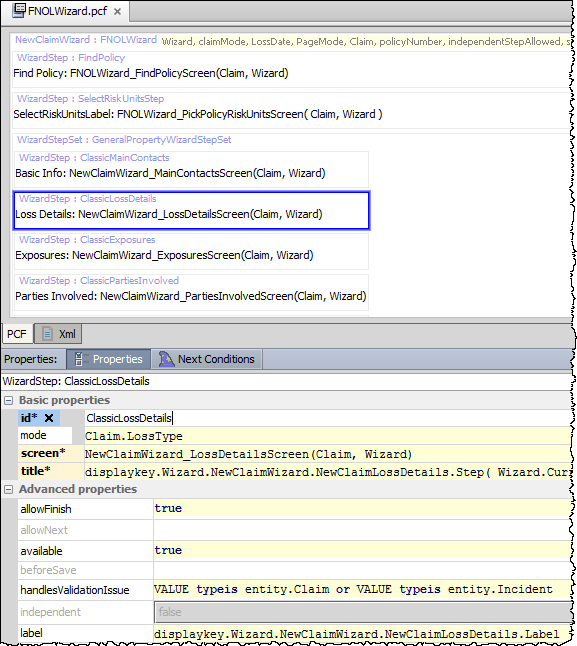 FNOLWizard.pcf ×
NewClaimWizard : FNOLWizard Wizard, claimMode, LossDate, PageMode, Claim, policyNumber, independentStepAllowed, s
WizardStep : FindPolicy
Find Policy: FNOLWizard_FindPolicyScreen(Claim, Wizard)
WizardStep : SelectRiskUnitsStep
SelectRiskUnitsLabel: FNOLWizard_PickPolicyRiskUnitsScreen( Claim, Wizard )
WizardStepSet : GeneralPropertyWizardStepSet
WizardStep : ClassicMainContacts
Basic Info: NewClaimWizard_MainContactsScreen(Claim, Wizard)
WizardStep : ClassicLossDetails
Loss Details: NewClaimWizard_LossDetailsScreen(Claim, Wizard)
WizardStep : ClassicExposures
Exposures: NewClaimWizard_ExposuresScreen(Claim, Wizard)
WizardStep : ClassicPartiesInvolved
Parties Involved: NewClaimWizard_PartiesInvolvedScreen(Claim, Wizard)
PCF Xml
Properties: Properties Next Conditions
WizardStep: ClassicLossDetails
Basic properties
id* ClassicLossDetails
mode Claim.LossType
screen* NewClaimWizard_LossDetailsScreen(Claim, Wizard)
title* displaykey.Wizard.NewClaimWizard.NewClaimLossDetails.Step( Wizard.Curr
Advanced properties
allowFinish true
allowNext
available true
beforeSave
handlesValidationIssue VALUE typeis entity.Claim or VALUE typeis entity.Incident
independent false
label displaykey.Wizard.NewClaimWizard.NewClaimLossDetails.Label